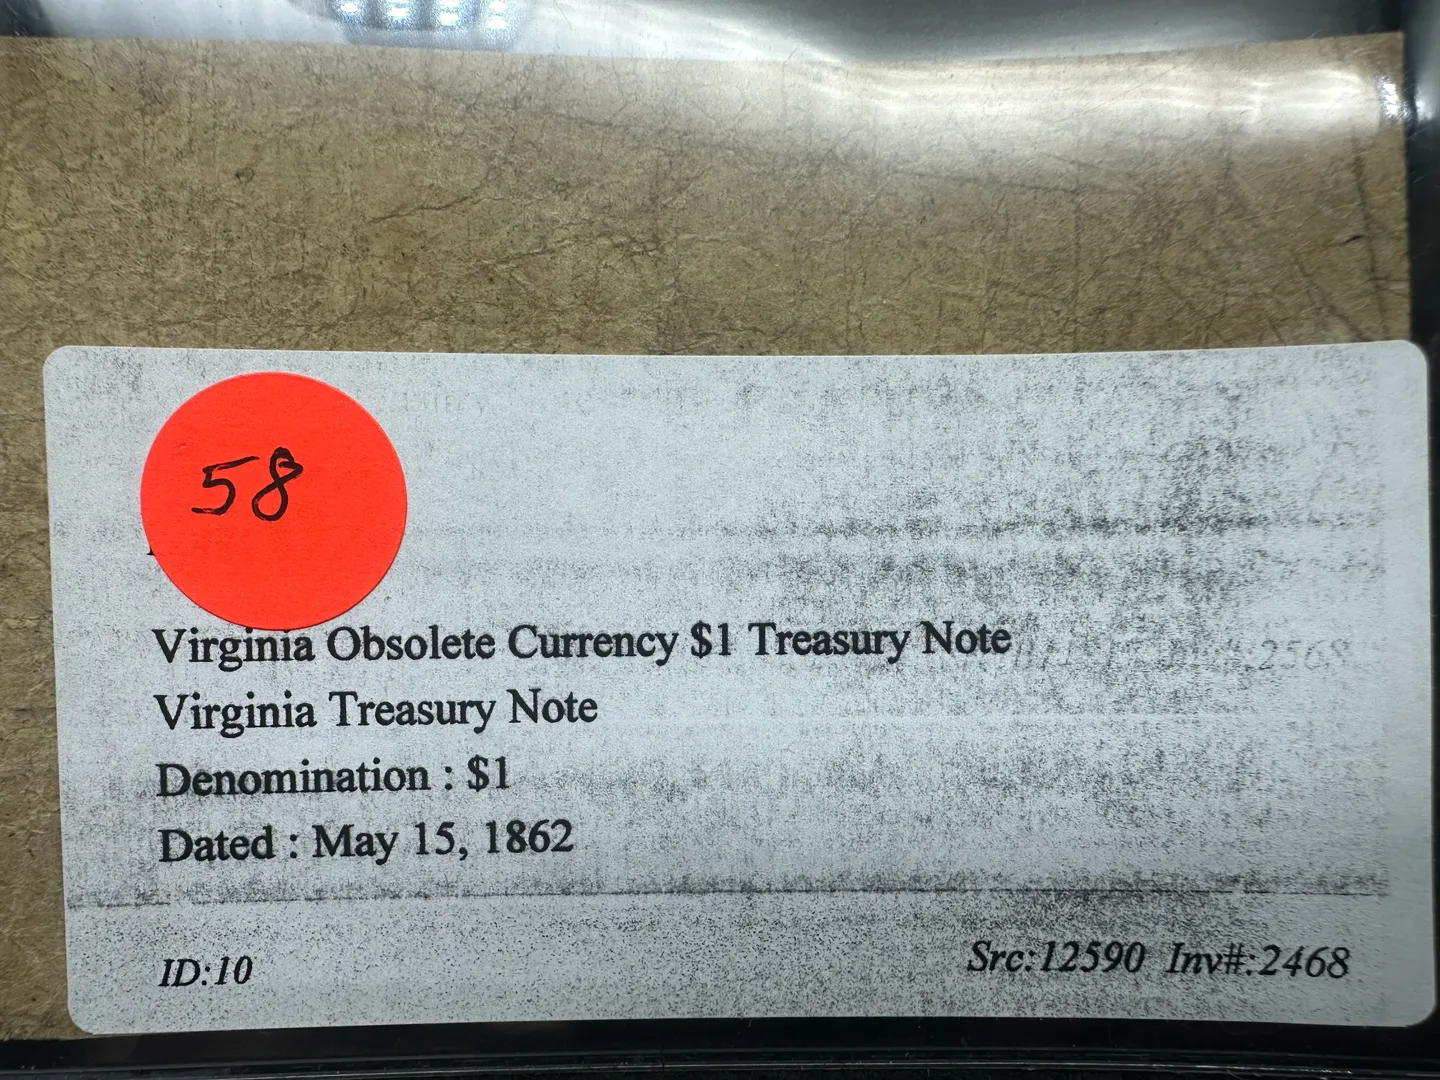 58
Virginia Obsolete Currency $1 Treasury Note
Virginia Treasury Note
Denomination : $1
Dated : May 15, 1862
ID:10
Src:12590 Inv#:2468